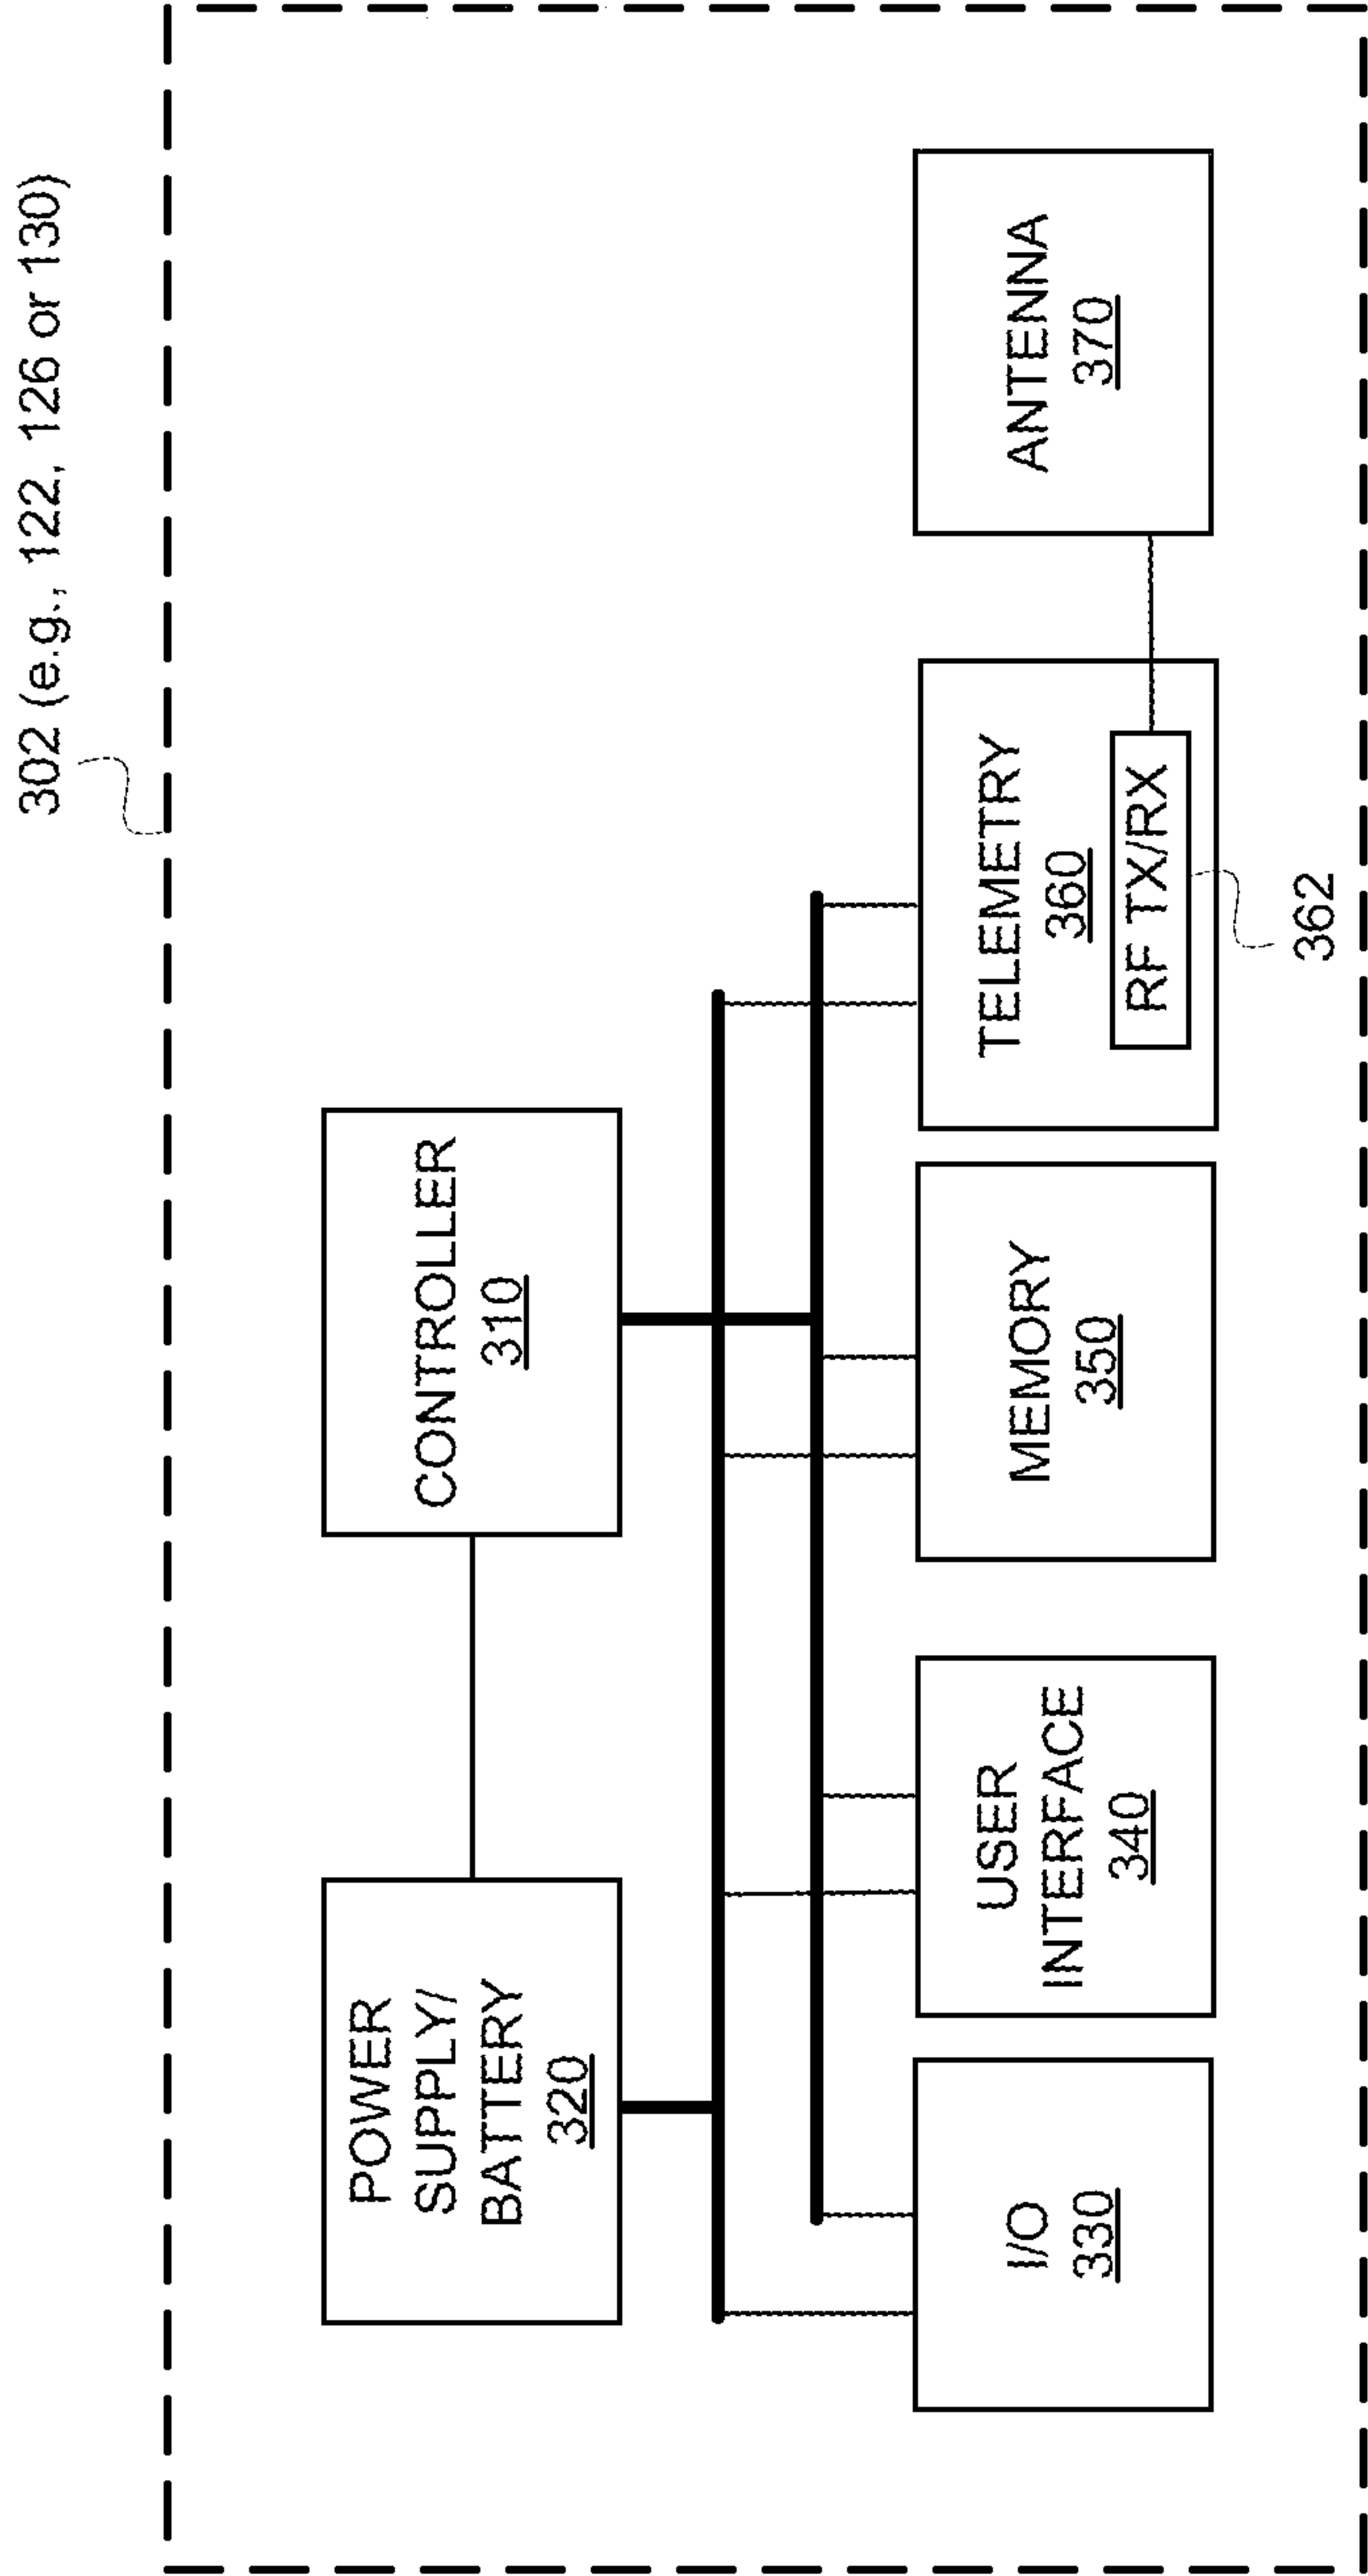 302 (e.g., 122, 126 or 130)
POWER
SUPPLY/
BATTERY
320
CONTROLLER
310
I/O
330
USER
INTERFACE
340
MEMORY
350
TELEMETRY
360
RF TX/RX
362
ANTENNA
370